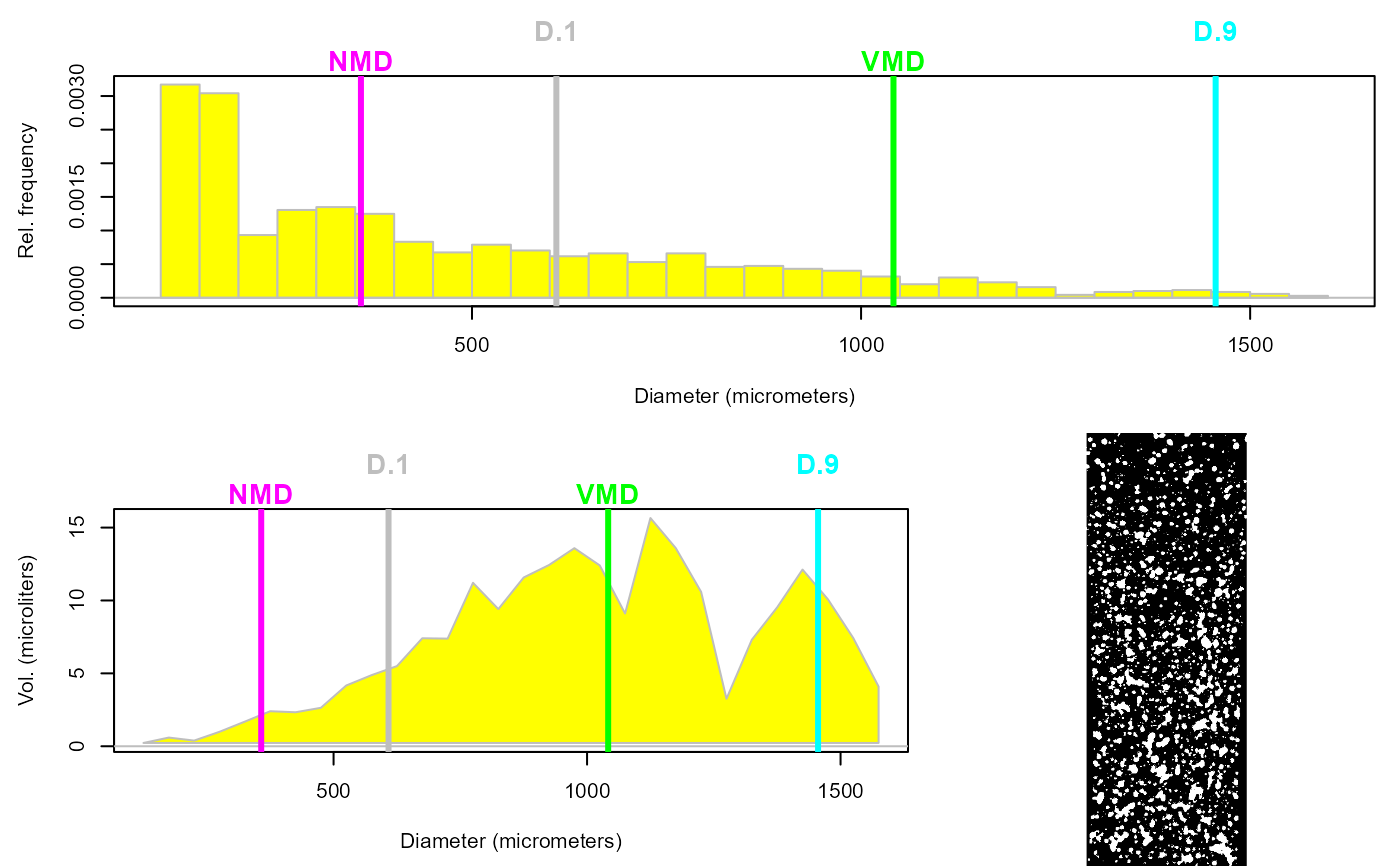 D.1 D.9
NMD VMD
Rel. frequency
0.0030
0.0015
0.0000
500 1000 1500
Diameter (micrometers)
D.1 D.9
NMD VMD
Vol. (microliters)
15
10
5
0
500 1000 1500
Diameter (micrometers)